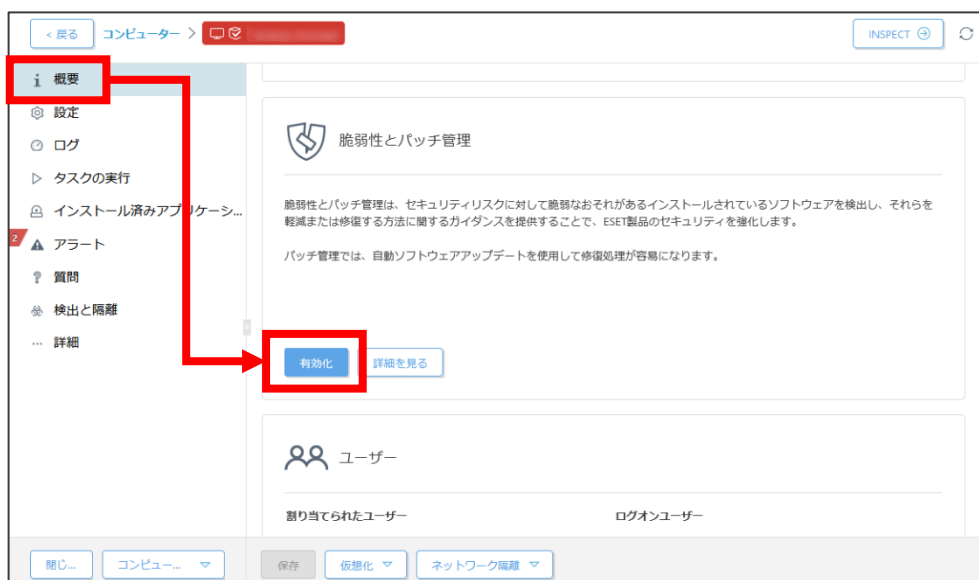 < 戻る
コンピューター >
INSPECT
i 概要
設定
ログ
タスクの実行
インストール済みアプリケーシ...
2
アラート
質問
検出と隔離
... 詳細
脆弱性とパッチ管理
脆弱性とパッチ管理は、セキュリティリスクに対して脆弱なおそれがあるインストールされているソフトウェアを検出し、それらを
軽減または修復する方法に関するガイダンスを提供することで、ESET製品のセキュリティを強化します。
パッチ管理では、自動ソフトウェアアップデートを使用して修復処理が容易になります。
有効化
詳細を見る
ユーザー
割り当てられたユーザー
ログオンユーザー
閉じ...
コンピュー...
保存
仮想化
ネットワーク隔離